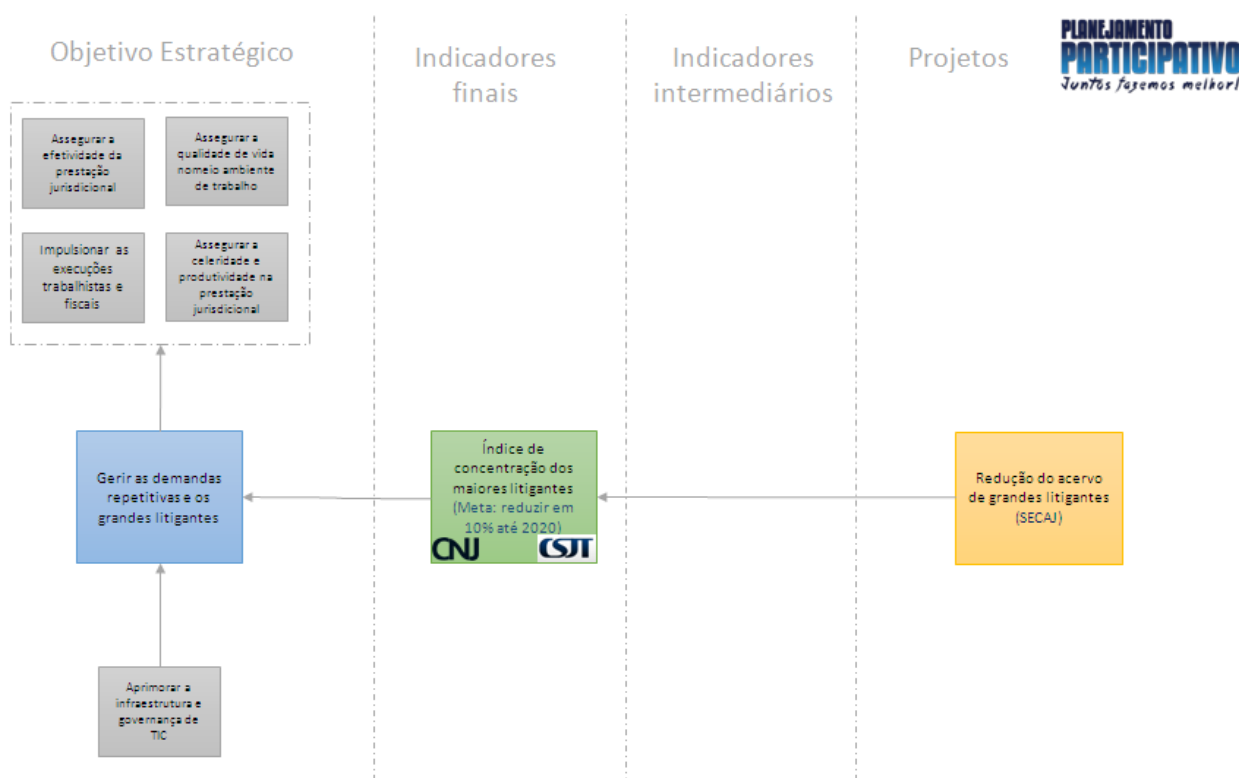 Objetivo Estratégico
Indicadores
finais
Indicadores
intermediários
Projetos
PLANEJAMENTO
PARTICIPATIVO
Juntos fazemos melhor!
Assegurar a
efetividade da
prestação
jurisdicional
Assegurar a
qualidade de vida
nomeio ambiente
de trabalho
Impulsionar as
execuções
trabalhistas e
fiscais
Assegurar a
celeridade e
produtividade na
prestação
jurisdicional
Gerir as demandas
repetitivas e os
grandes litigantes
Índice de
concentração dos
maiores litigantes
(Meta: reduzir em
10% até 2020)
CNJ
CSJT
Redução do acervo
de grandes litigantes
(SECAJ)
Aprimorar a
infraestrutura e
governança de
TIC